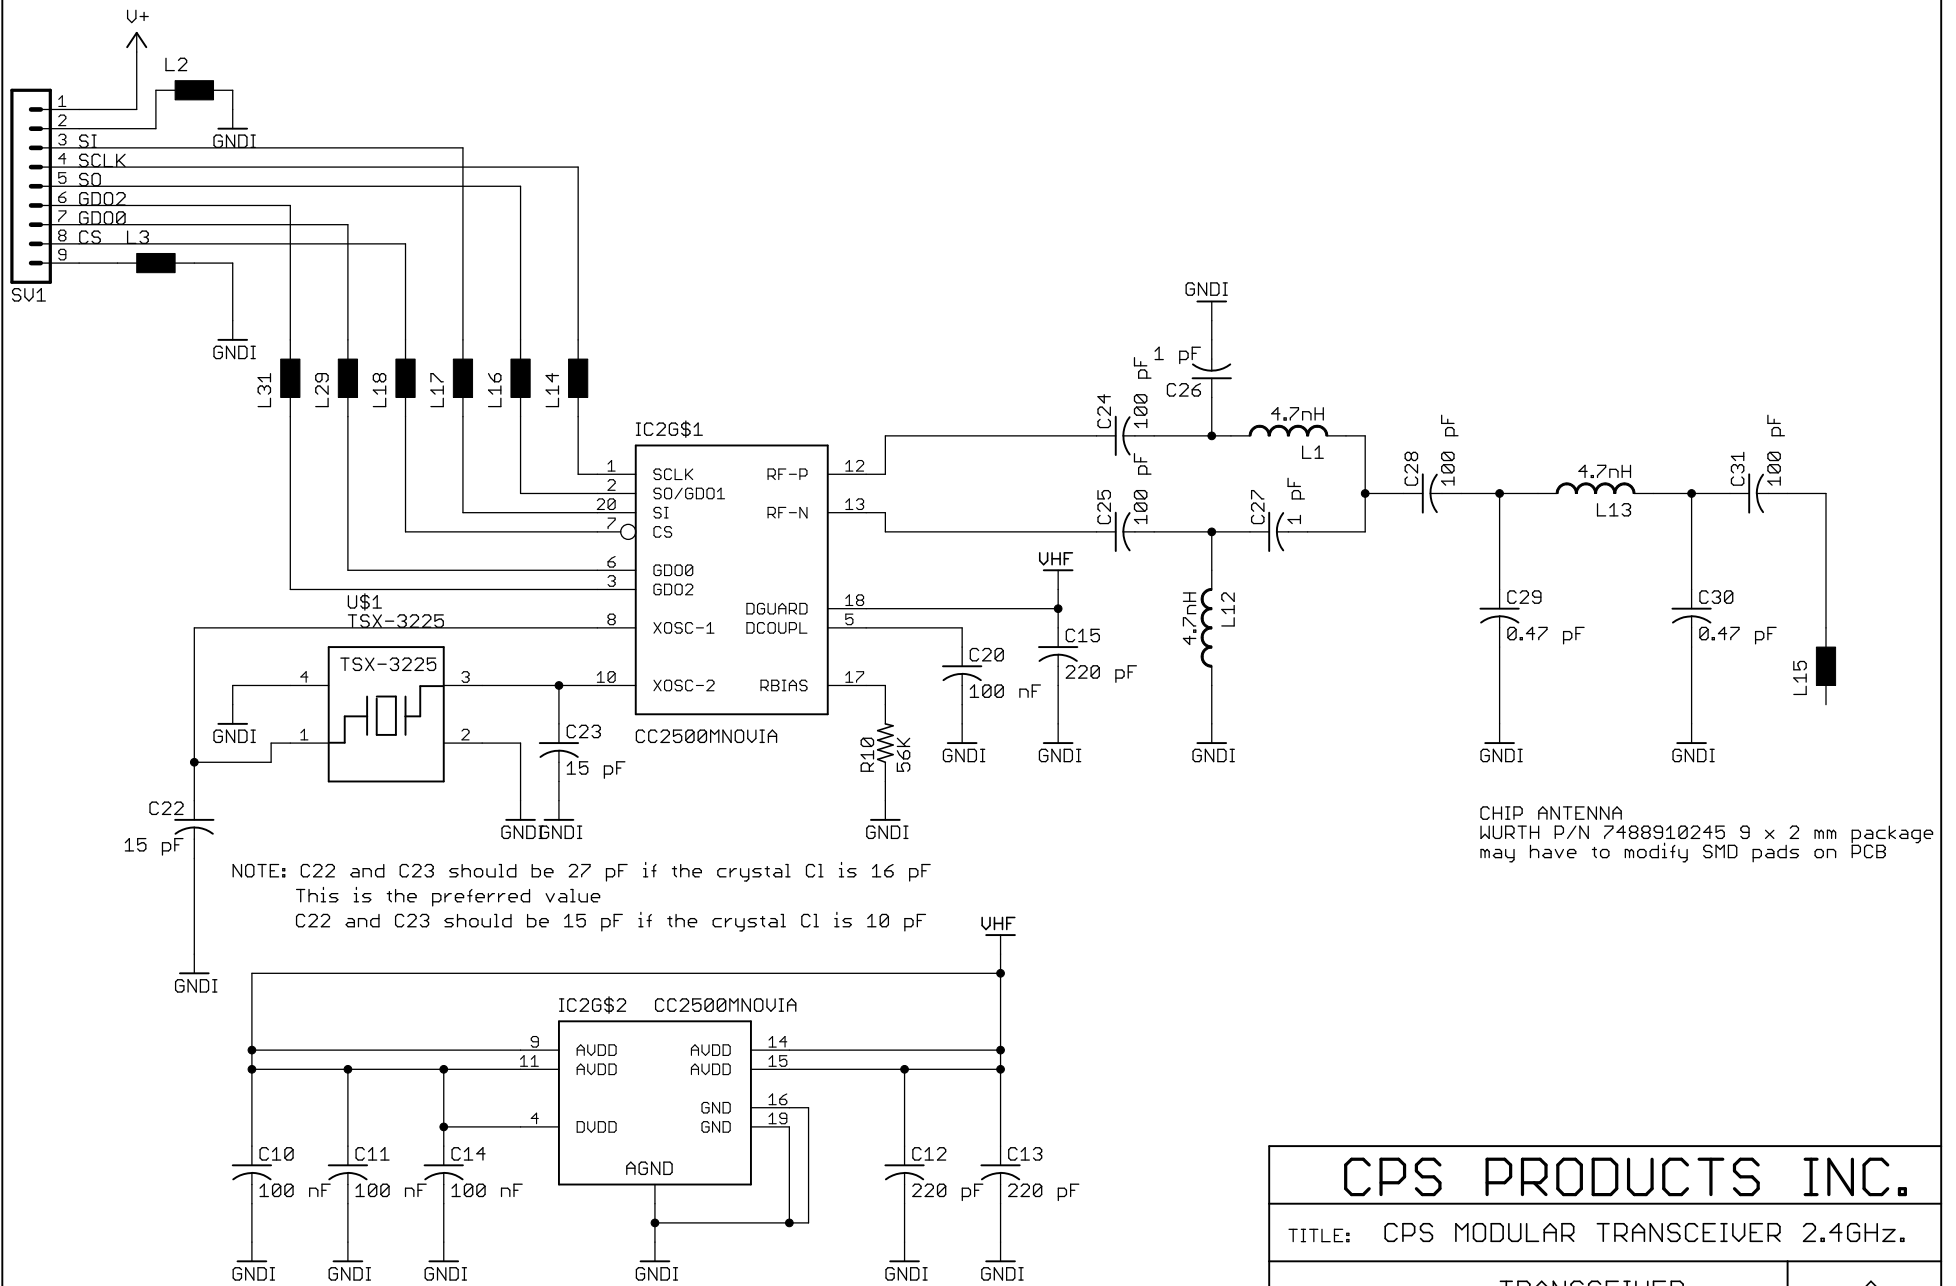 V+
L2
1
2
GNDI
3 SI
4 SCLK
5 SO
6 GDO2
7 GDO0
8 CS L3
9
SV1
GNDI
L31
L29
L18
L17
L16
L14
IC2G$1
1 SCLK
2 SO/GDO1
20 SI
7 CS
6 GDO0
3 GDO2
8 XOSC-1
10 XOSC-2
RF-P 12
RF-N 13
DGUARD 18
DCOUPL 5
RBIAS 17
CC2500MNOVIA
U$1
TSX-3225
TSX-3225
4
3
1
2
GNDI
C23
15 pF
C22
15 pF
GNDI
GNDI
GNDI
R10
56K
GNDI
C20
100 nF
GNDI
VHF
C15
220 pF
GNDI
C24
100 pF
C25
100 pF
GNDI
1 pF
C26
4.7nH
L1
C27
1 pF
4.7nH
L12
GNDI
C28
100 pF
4.7nH
L13
C31
100 pF
C29
0.47 pF
GNDI
C30
0.47 pF
GNDI
L15
CHIP ANTENNA
WURTH P/N 7488910245 9 x 2 mm package
may have to modify SMD pads on PCB
NOTE: C22 and C23 should be 27 pF if the crystal Cl is 16 pF
This is the preferred value
C22 and C23 should be 15 pF if the crystal Cl is 10 pF
VHF
IC2G$2 CC2500MNOVIA
9 AVDD
11 AVDD
4 DVDD
AVDD 14
AVDD 15
GND 16
GND 19
AGND
C10
100 nF
C11
100 nF
C14
100 nF
C12
220 pF
C13
220 pF
GNDI
GNDI
GNDI
GNDI
GNDI
GNDI
CPS PRODUCTS INC.
TITLE: CPS MODULAR TRANSCEIVER 2.4GHz.
TRANSCEIVER